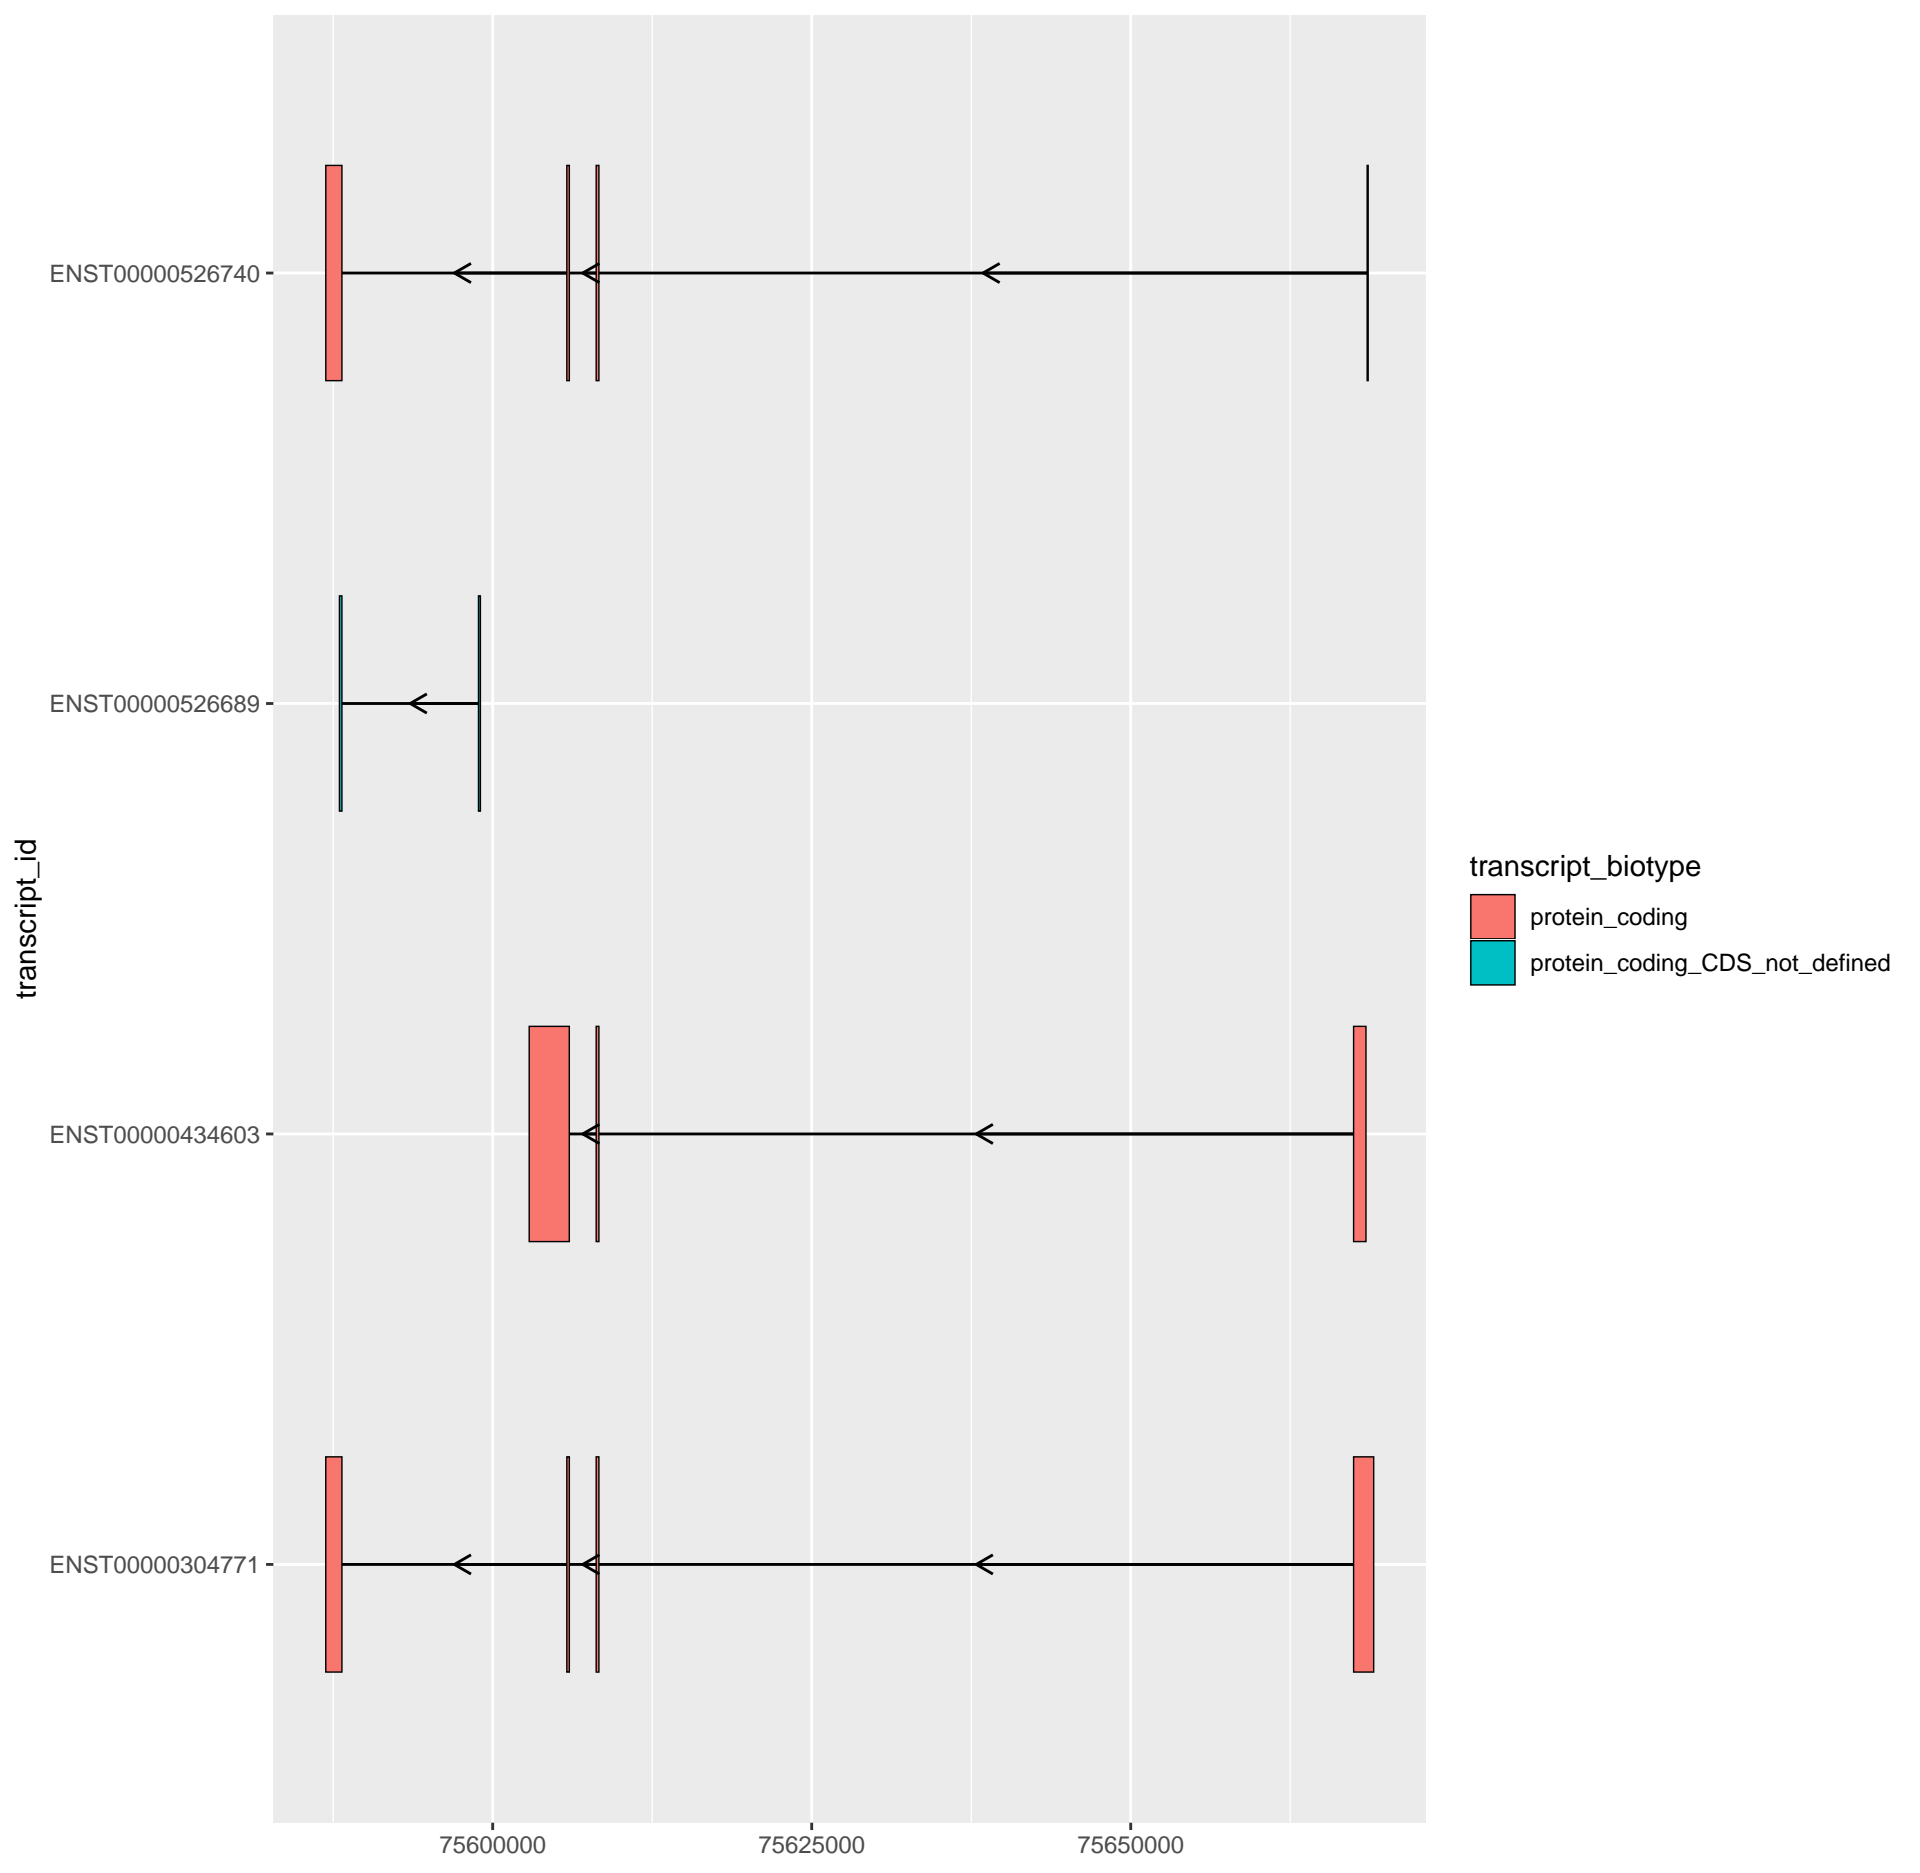 ENST00000526740
ENST00000526689
ENST00000434603
ENST00000304771
transcript_id
75600000
75625000
75650000
transcript_biotype
protein_coding
protein_coding_CDS_not_defined